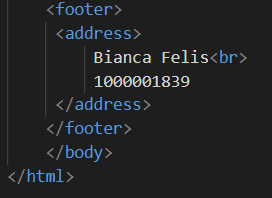 <footer>
<address>
Bianca Felis<br>
1000001839
</address>
</footer>
</body>
</html>